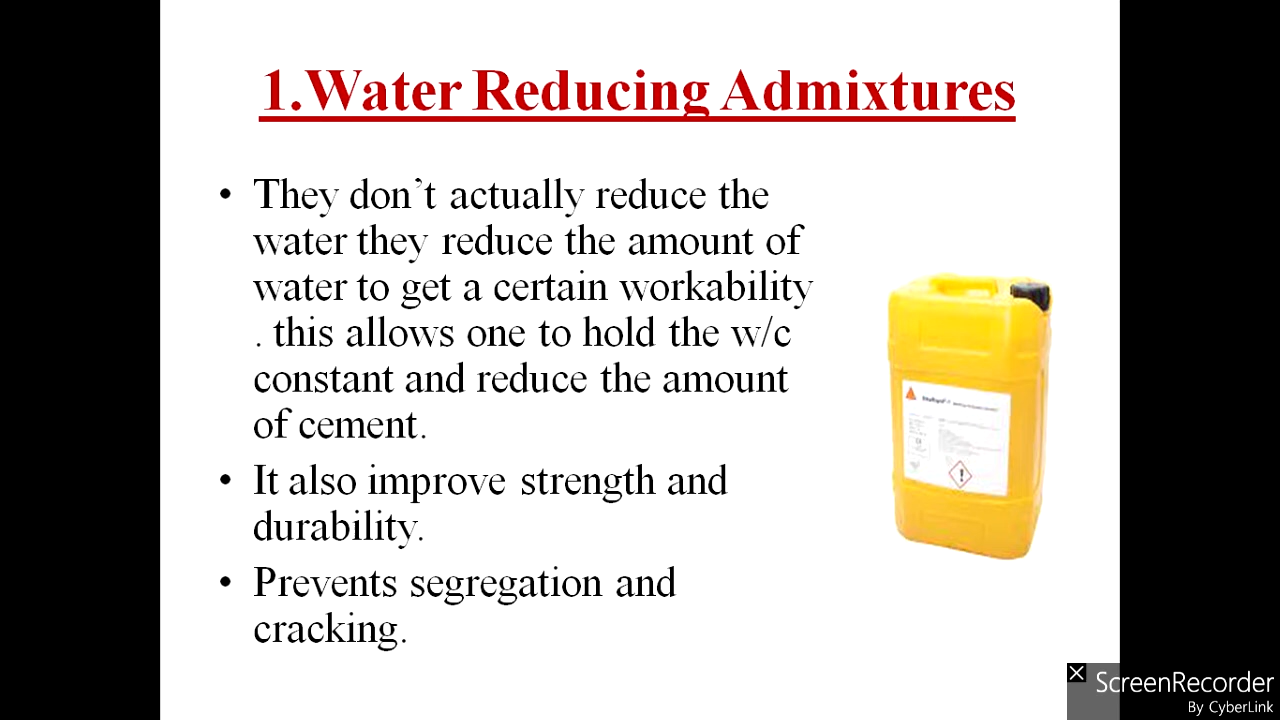 1.Water Reducing Admixtures
• They don't actually reduce the
water they reduce the amount of
water to get a certain workability
. this allows one to hold the w/c
constant and reduce the amount
of cement.
• It also improve strength and
durability.
• Prevents segregation and
cracking.
ScreenRecorder
By CyberLink